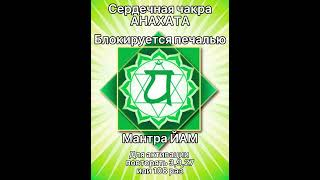 Сердечная чакра
АНАХАТА
Блокируется печалью
यं
Мантра ЙАМ
Для активации
повторять 3,9,27
или 108 раз